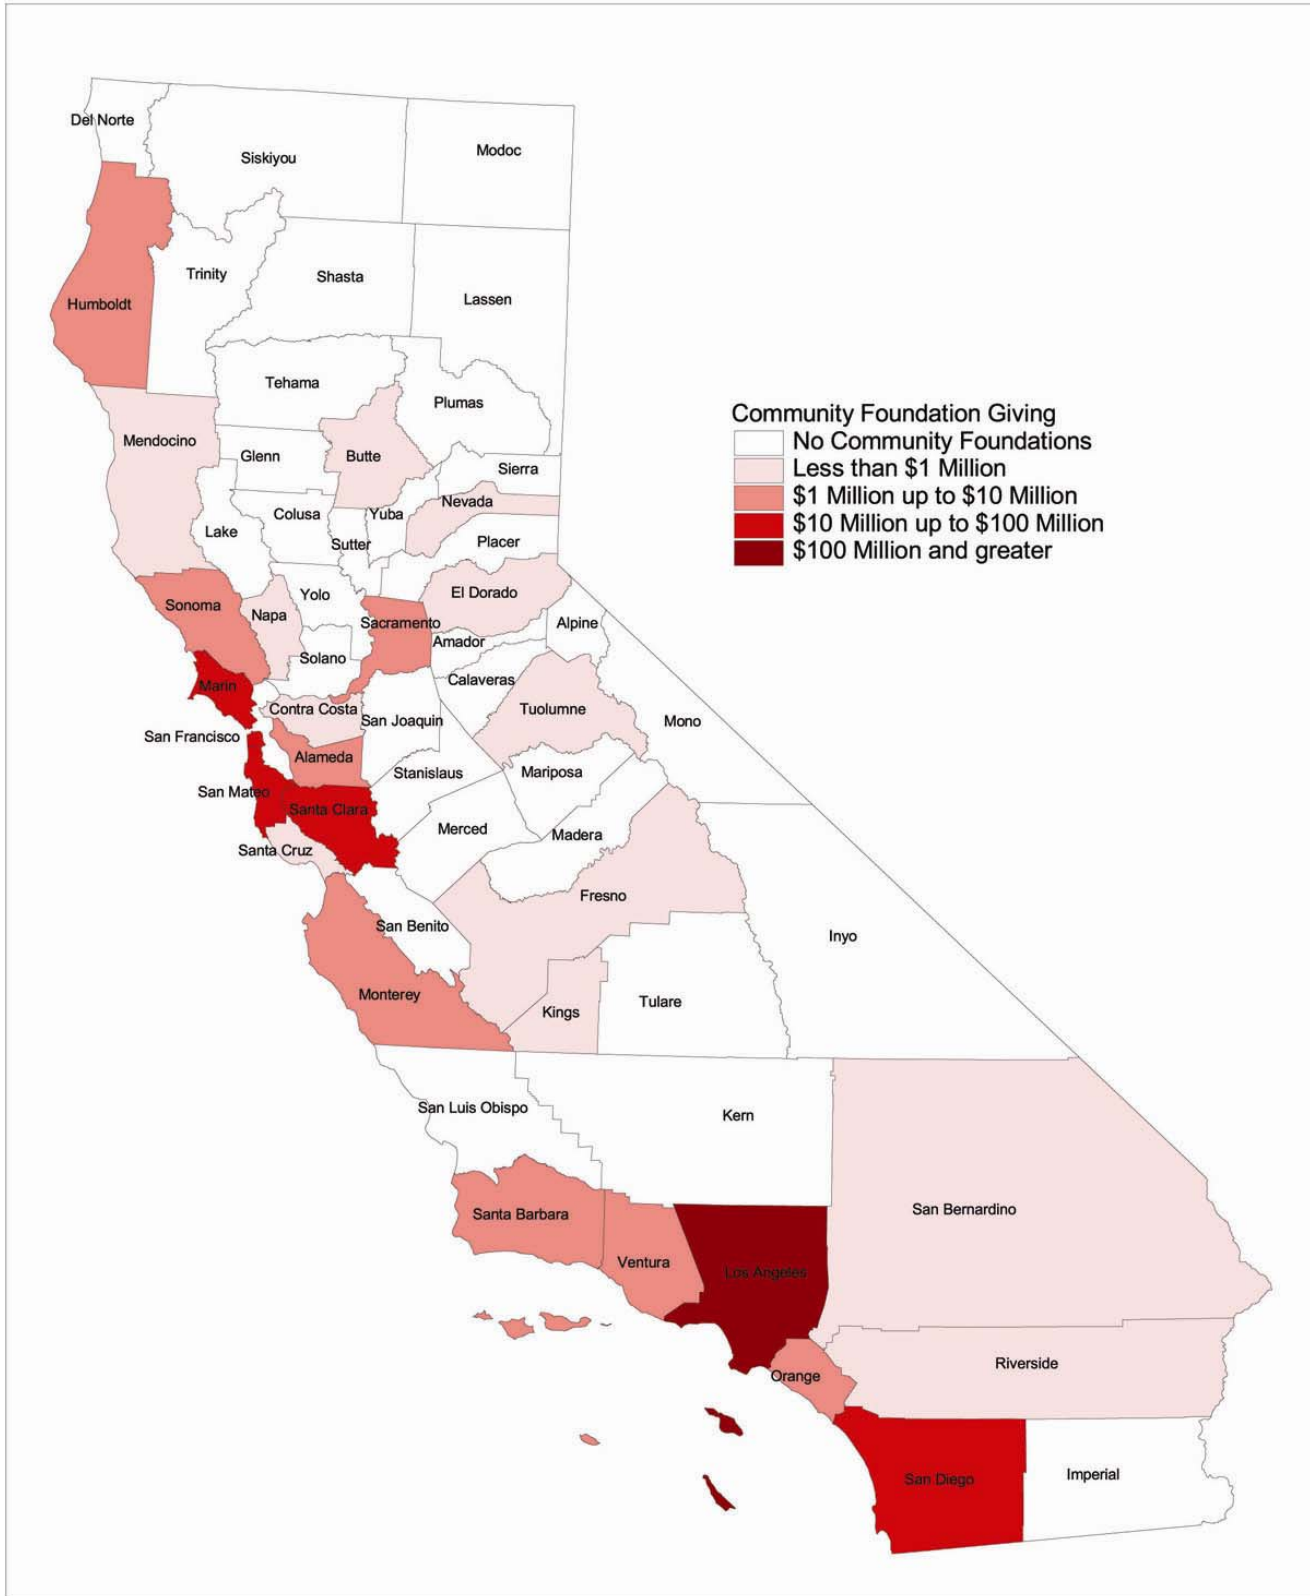 Del Norte
Siskiyou
Modoc
Humboldt
Trinity
Shasta
Lassen
Tehama
Plumas
Community Foundation Giving
No Community Foundations
Less than $1 Million
$1 Million up to $10 Million
$10 Million up to $100 Million
$100 Million and greater
Mendocino
Glenn
Butte
Sierra
Lake
Colusa
Yuba
Nevada
Sutter
Placer
Sonoma
Napa
Yolo
El Dorado
Sacramento
Alpine
Amador
Solano
Marin
Calaveras
Contra Costa
San Joaquin
Tuolumne
Mono
San Francisco
Alameda
Stanislaus
Mariposa
San Mateo
Santa Clara
Merced
Madera
Santa Cruz
Fresno
San Benito
Inyo
Monterey
Kings
Tulare
San Luis Obispo
Kern
Santa Barbara
San Bernardino
Ventura
Los Angeles
Orange
Riverside
San Diego
Imperial